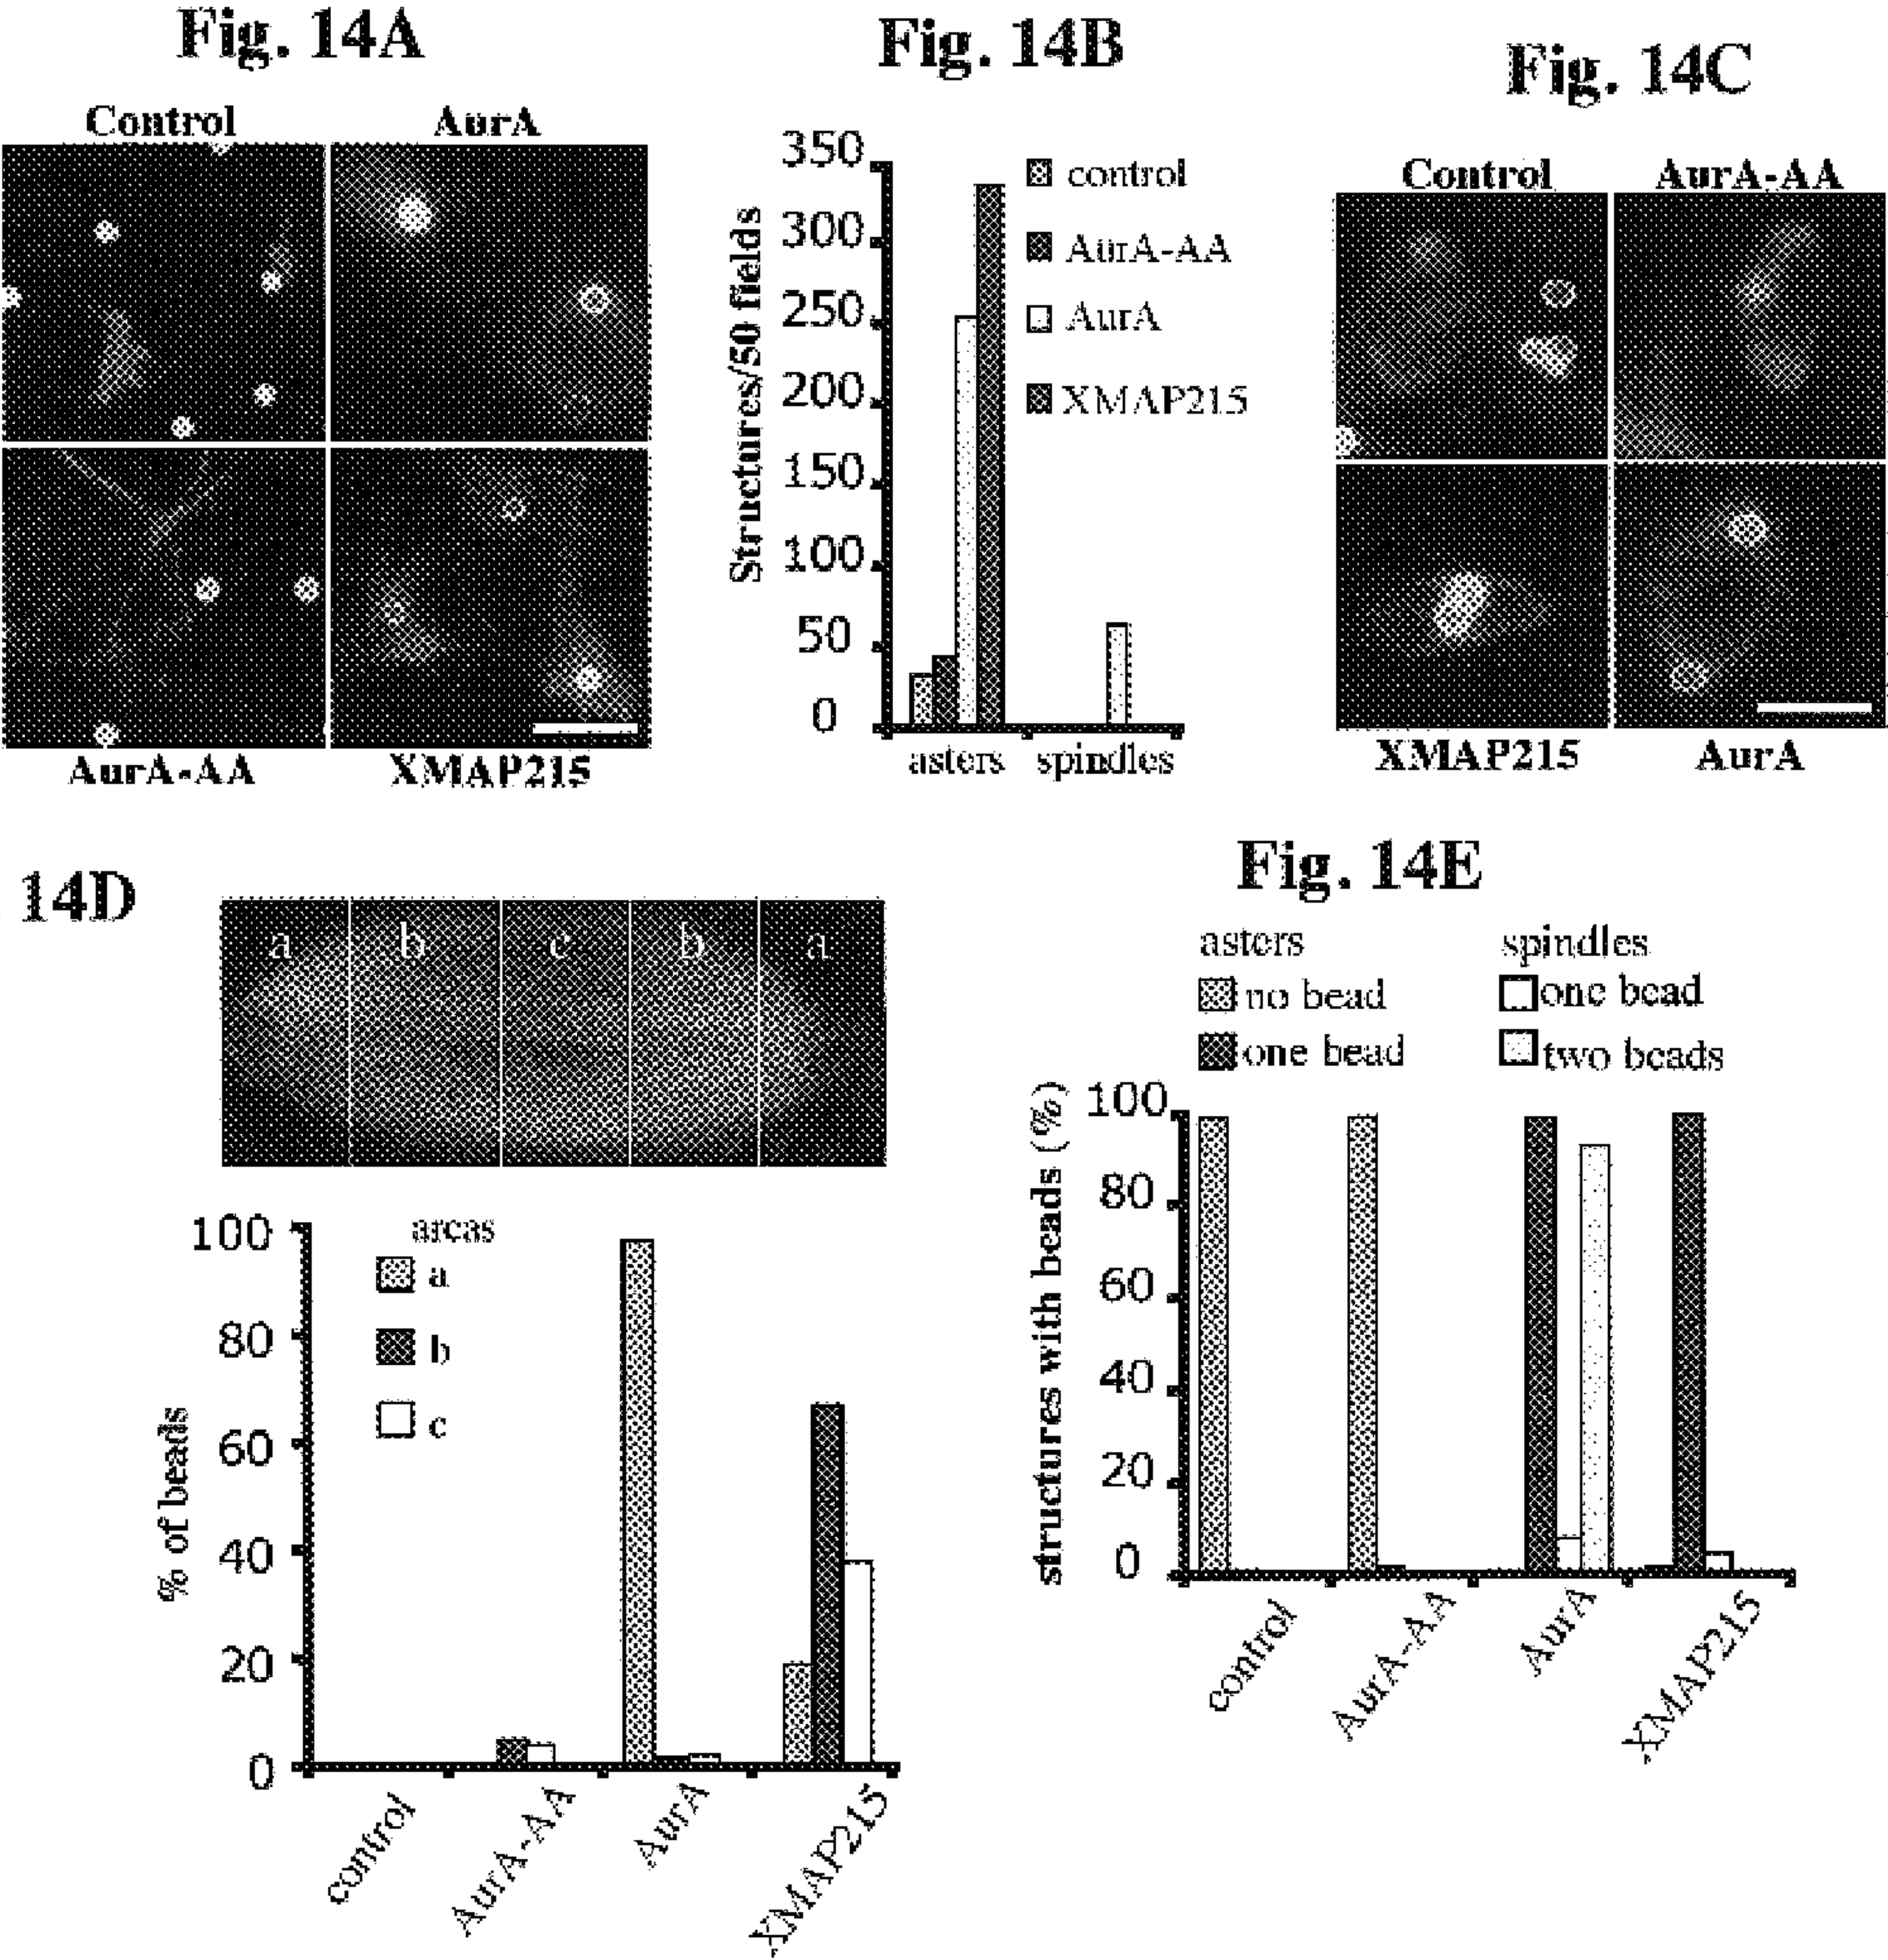 Fig. 14A
Control AurA
AurA-AA XMAP215
Fig. 14B
Structures/50 fields
350
300
250
200
150
100
50
0
control
AurA-AA
AurA
XMAP215
asters spindles
Fig. 14C
Control AurA-AA
XMAP215 AurA
14D
a b c b a
% of beads
100
80
60
40
20
0
areas
a
b
c
control AurA-AA AurA XMAP215
Fig. 14E
asters spindles
no bead one bead
one bead two beads
structures with beads (%)
100
80
60
40
20
0
control AurA-AA AurA XMAP215